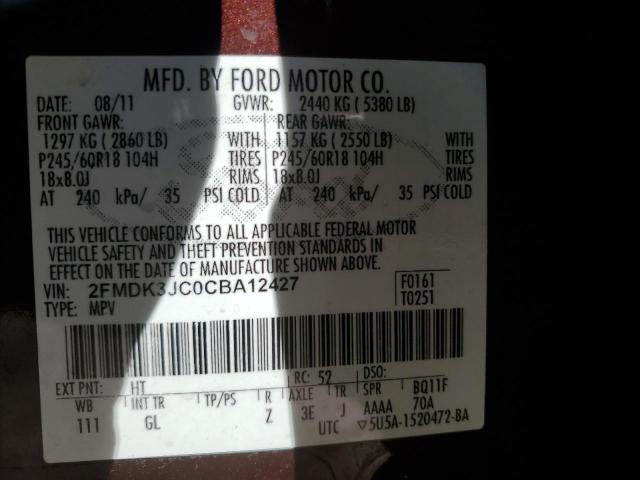 MFD. BY FORD MOTOR CO.
DATE: 08/11 GVWR: 2440 KG ( 5380 LB)
FRONT GAWR: REAR GAWR:
1297 KG ( 2860 LB) WITH 1157 KG ( 2550 LB) WITH
P245/60R18 104H TIRES P245/60R18 104H TIRES
18x8.0J RIMS 18x8.0J RIMS
AT 240 kPa/ 35 PSI COLD AT 240 kPa/ 35 PSI COLD
THIS VEHICLE CONFORMS TO ALL APPLICABLE FEDERAL MOTOR
VEHICLE SAFETY AND THEFT PREVENTION STANDARDS IN
EFFECT ON THE DATE OF MANUFACTURE SHOWN ABOVE.
VIN: 2FMDK3JC0CBA12427 F0161
TYPE: MPV T0251
EXT PNT: HT RC: 52 DSO:
WB INT TR TP/PS R AXLE TR SPR BQ11F
111 GL Z 3E J AAAA 70A
UTC ▽5U5A-1520472-BA